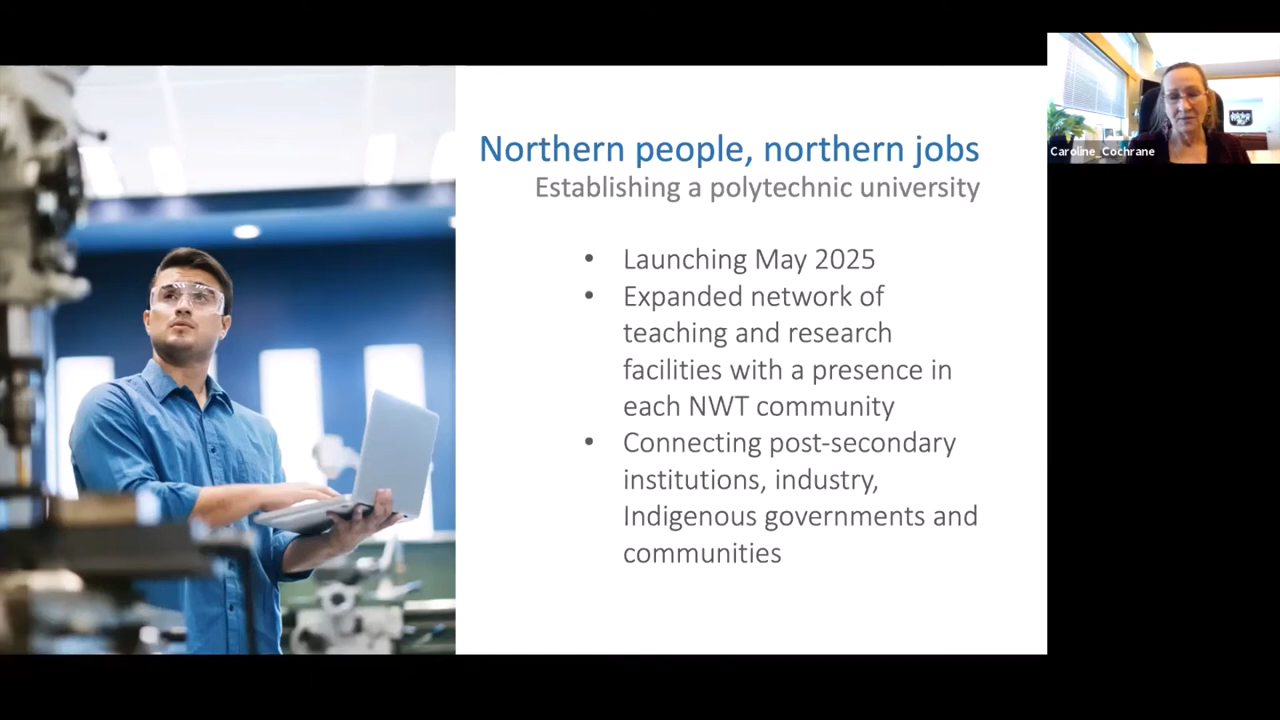 Northern people, northern jobs
Establishing a polytechnic university
• Launching May 2025
• Expanded network of
teaching and research
facilities with a presence in
each NWT community
• Connecting post-secondary
institutions, industry,
Indigenous governments and
communities
Caroline_Cochrane